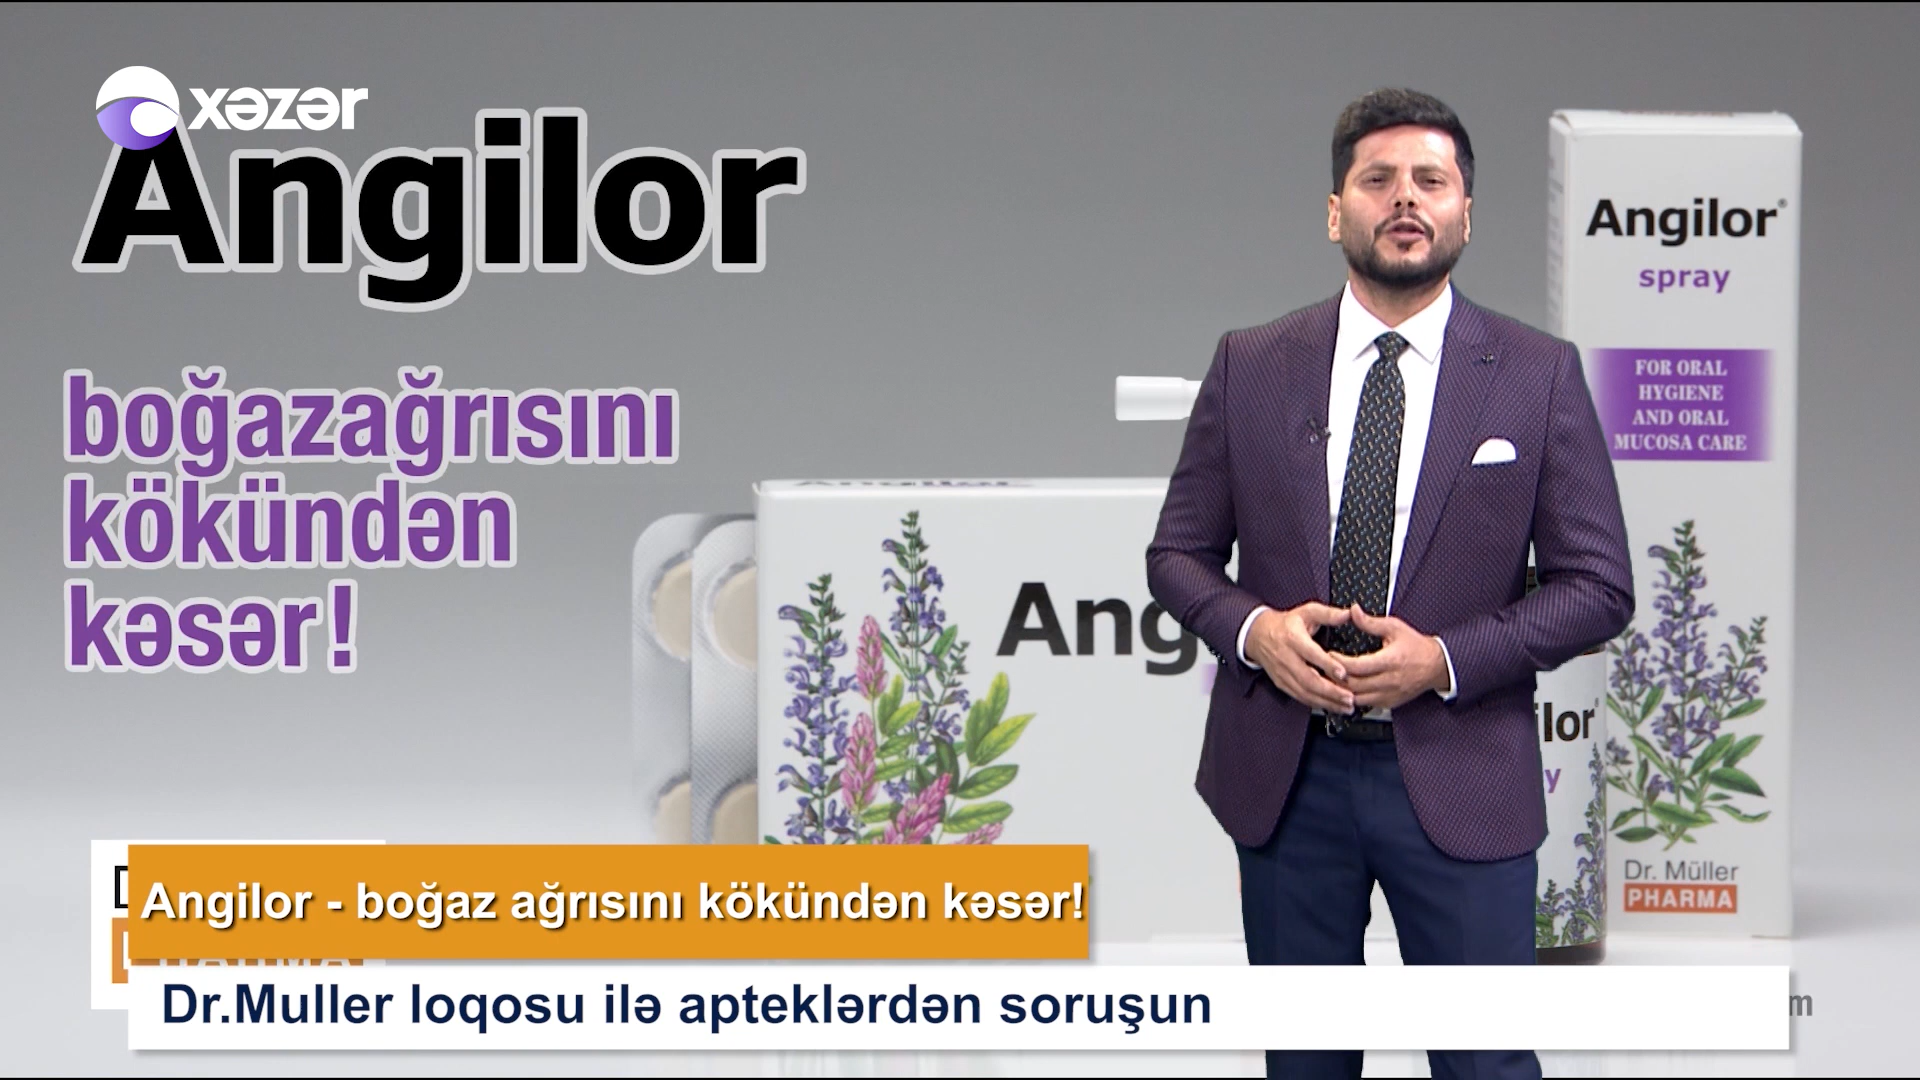 xəzər
Angilor
boğazağrısını
kökündən
kəsər!
Angilor®
spray
FOR ORAL
HYGIENE
AND ORAL
MUCOSA CARE
Angilor
Ang
ilor
y
Dr. Müller
PHARMA
Angilor - boğaz ağrısını kökündən kəsər!
Dr.Muller loqosu ilə apteklərdən soruşun
m